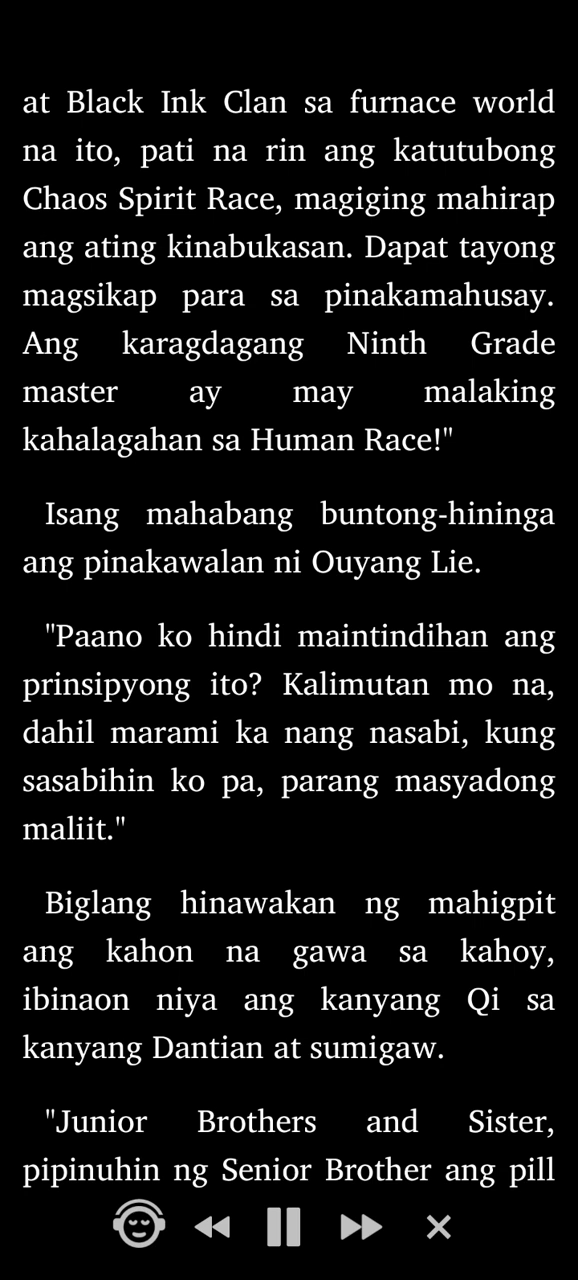 at Black Ink Clan sa furnace world
na ito, pati na rin ang katutubong
Chaos Spirit Race, magiging mahirap
ang ating kinabukasan. Dapat tayong
magsikap para sa pinakamahusay.
Ang karagdagang Ninth Grade
master ay may malaking
kahalagahan sa Human Race!"
Isang mahabang buntong-hininga
ang pinakawalan ni Ouyang Lie.
"Paano ko hindi maintindihan ang
prinsipyong ito? Kalimutan mo na,
dahil marami ka nang nasabi, kung
sasabihin ko pa, parang masyadong
maliit."
Biglang hinawakan ng mahigpit
ang kahon na gawa sa kahoy,
ibinaon niya ang kanyang Qi sa
kanyang Dantian at sumigaw.
"Junior Brothers and Sister,
pipinuhin ng Senior Brother ang pill